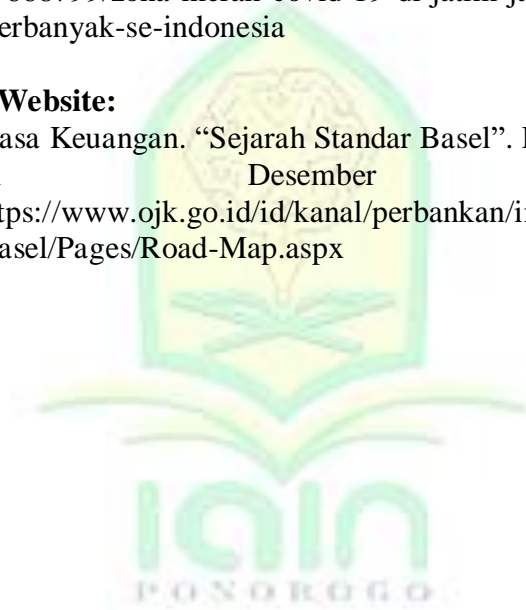 erbanyak-se-indonesia
Website:
asa Keuangan. “Sejarah Standar Basel”.
Desember
tps://www.ojk.go.id/id/kanal/perbankan/i
asel/Pages/Road-Map.aspx
iain
PONOROGO